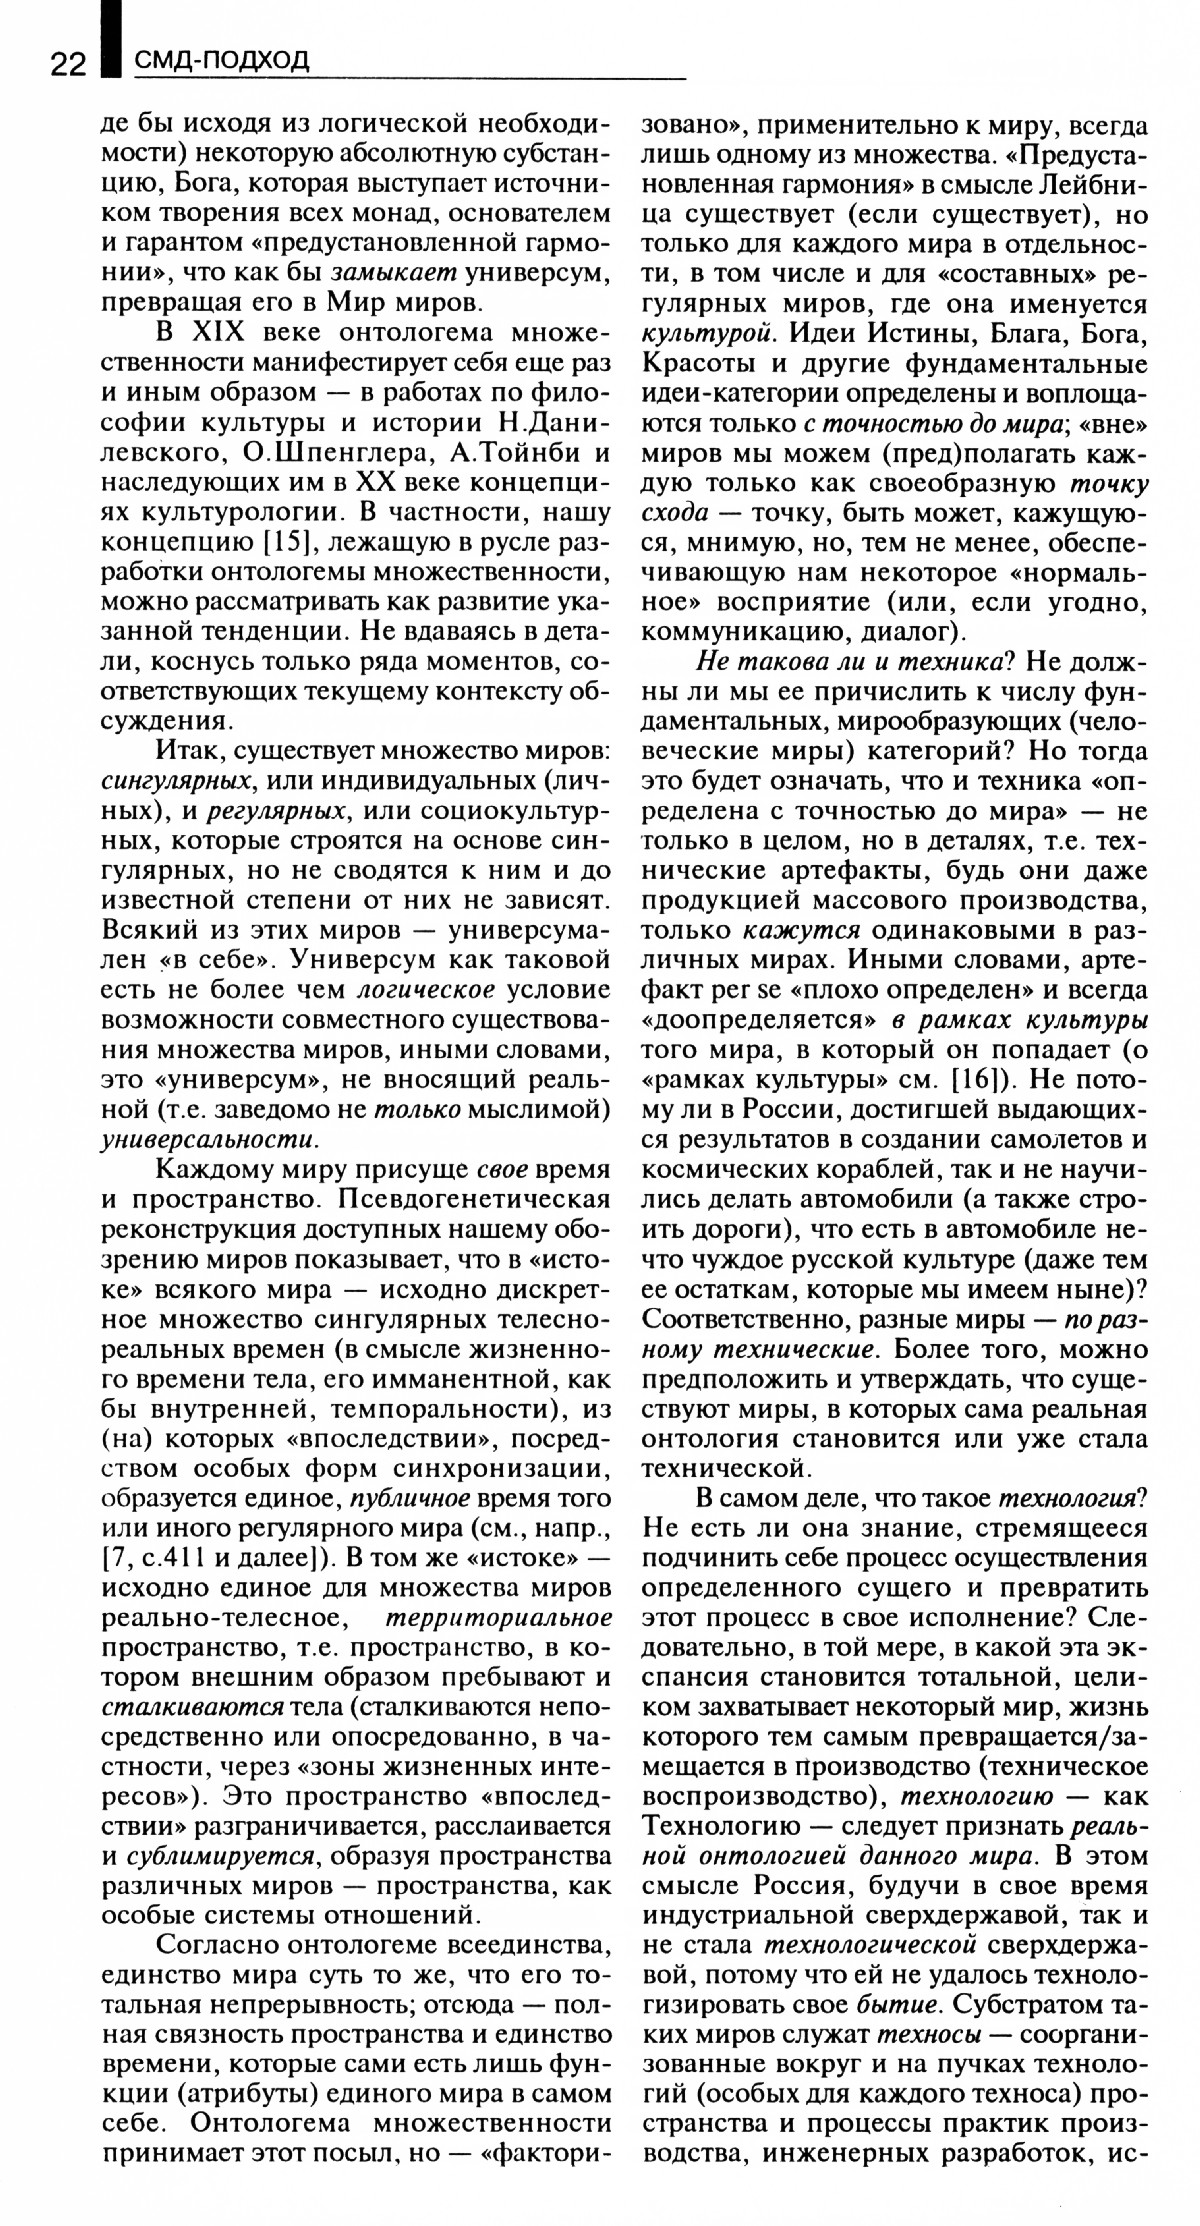 22
СМД-ПОДХОД
де бы исходя из логической необходи-
мости) некоторую абсолютную субстан-
цию, Бога, которая выступает источни-
ком творения всех монад, основателем
и гарантом «предустановленной гармо-
нии», что как бы замыкает универсум,
превращая его в Мир миров.
В XIX веке онтологема множе-
ственности манифестирует себя еще раз
и иным образом — в работах по фило-
софии культуры и истории Н.Дани-
левского, О.Шпенглера, А.Тойнби и
наследующих им в XX веке концепци-
ях культурологии. В частности, нашу
концепцию [15], лежащую в русле раз-
работки онтологемы множественности,
можно рассматривать как развитие ука-
занной тенденции. Не вдаваясь в дета-
ли, коснусь только ряда моментов, со-
ответствующих текущему контексту об-
суждения.
Итак, существует множество миров:
сингулярных, или индивидуальных (лич-
ных), и регулярных, или социокультур-
ных, которые строятся на основе син-
гулярных, но не сводятся к ним и до
известной степени от них не зависят.
Всякий из этих миров — универсума-
лен «в себе». Универсум как таковой
есть не более чем логическое условие
возможности совместного существова-
ния множества миров, иными словами,
это «универсум», не вносящий реаль-
ной (т.е. заведомо не только мыслимой)
универсальности.
Каждому миру присуще свое время
и пространство. Псевдогенетическая
реконструкция доступных нашему обо-
зрению миров показывает, что в «исто-
ке» всякого мира — исходно дискрет-
ное множество сингулярных телесно-
реальных времен (в смысле жизненно-
го времени тела, его имманентной, как
бы внутренней, темпоральности), из
(на) которых «впоследствии», посред-
ством особых форм синхронизации,
образуется единое, публичное время того
или иного регулярного мира (см., напр.,
[7, с.411 и далее]). В том же «истоке» —
исходно единое для множества миров
реально-телесное, территориальное
пространство, т.е. пространство, в ко-
тором внешним образом пребывают и
сталкиваются тела (сталкиваются непо-
средственно или опосредованно, в ча-
стности, через «зоны жизненных инте-
ресов»). Это пространство «впослед-
ствии» разграничивается, расслаивается
и сублимируется, образуя пространства
различных миров — пространства, как
особые системы отношений.
Согласно онтологеме всеединства,
единство мира суть то же, что его то-
тальная непрерывность; отсюда — пол-
ная связность пространства и единство
времени, которые сами есть лишь фун-
кции (атрибуты) единого мира в самом
себе. Онтологема множественности
принимает этот посыл, но — «фактори-
зовано», применительно к миру, всегда
лишь одному из множества. «Предуста-
новленная гармония» в смысле Лейбни-
ца существует (если существует), но
только для каждого мира в отдельнос-
ти, в том числе и для «составных» ре-
гулярных миров, где она именуется
культурой. Идеи Истины, Блага, Бога,
Красоты и другие фундаментальные
идеи-категории определены и воплоща-
ются только с точностью до мира; «вне»
миров мы можем (пред)полагать каж-
дую только как своеобразную точку
схода — точку, быть может, кажущую-
ся, мнимую, но, тем не менее, обеспе-
чивающую нам некоторое «нормаль-
ное» восприятие (или, если угодно,
коммуникацию, диалог).
Не такова ли и техника? Не долж-
ны ли мы ее причислить к числу фун-
даментальных, мирообразующих (чело-
веческие миры) категорий? Но тогда
это будет означать, что и техника «оп-
ределена с точностью до мира» — не
только в целом, но в деталях, т.е. тех-
нические артефакты, будь они даже
продукцией массового производства,
только кажутся одинаковыми в раз-
личных мирах. Иными словами, арте-
факт per se «плохо определен» и всегда
«доопределяется» в рамках культуры
того мира, в который он попадает (о
«рамках культуры» см. [16]). Не пото-
му ли в России, достигшей выдающих-
ся результатов в создании самолетов и
космических кораблей, так и не научи-
лись делать автомобили (а также стро-
ить дороги), что есть в автомобиле не-
что чуждое русской культуре (даже тем
ее остаткам, которые мы имеем ныне)?
Соответственно, разные миры — по раз-
ному технические. Более того, можно
предположить и утверждать, что суще-
ствуют миры, в которых сама реальная
онтология становится или уже стала
технической.
В самом деле, что такое технология?
Не есть ли она знание, стремящееся
подчинить себе процесс осуществления
определенного сущего и превратить
этот процесс в свое исполнение? Сле-
довательно, в той мере, в какой эта эк-
спансия становится тотальной, цели-
ком захватывает некоторый мир, жизнь
которого тем самым превращается/за-
мещается в производство (техническое
воспроизводство), технологию — как
Технологию — следует признать реаль-
ной онтологией данного мира. В этом
смысле Россия, будучи в свое время
индустриальной сверхдержавой, так и
не стала технологической сверхдержа-
вой, потому что ей не удалось техноло-
гизировать свое бытие. Субстратом та-
ких миров служат техносы — сооргани-
зованные вокруг и на пучках техноло-
гий (особых для каждого техноса) про-
странства и процессы практик произ-
водства, инженерных разработок, ис-